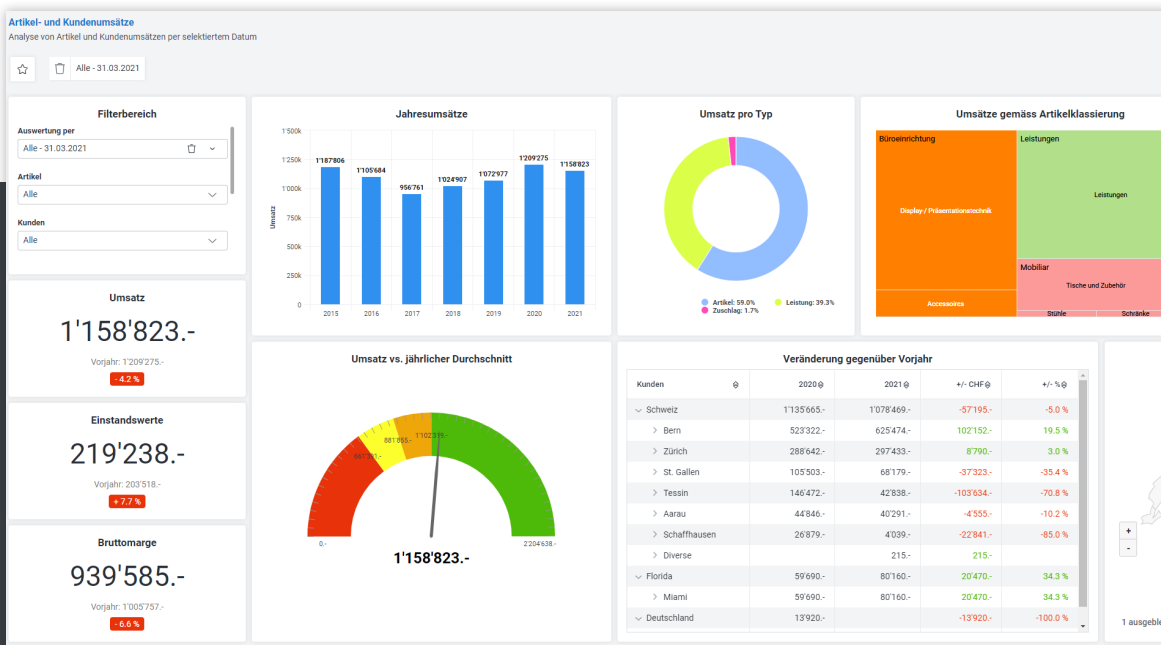 Artikel- und Kundenumsätze
Analyse von Artikel und Kundenumsätzen per selektiertem Datum
Alle - 31.03.2021
Filterbereich
Auswertung per
Alle - 31.03.2021
Artikel
Alle
Kunden
Alle
Umsatz
1'158'823.-
Vorjahr: 1'209'275.-
- 4.2 %
Einstandswerte
219'238.-
Vorjahr: 203'518.-
+ 7.7 %
Bruttomarge
939'585.-
Vorjahr: 1'005'757.-
- 6.6 %
Jahresumsätze
Umsatz
1'500k
1'250k
1'000k
750k
500k
250k
0
1'187'806
1'105'684
956'761
1'024'907
1'072'977
1'209'275
1'158'823
2015 2016 2017 2018 2019 2020 2021
Umsatz pro Typ
Artikel: 59.0% Leistung: 39.3%
Zuschlag: 1.7%
Umsätze gemäss Artikelklassierung
Büroeinrichtung
Display / Präsentationstechnik
Accessoires
Leistungen
Leistungen
Mobiliar
Tische und Zubehör
Stühle Schränke
Umsatz vs. jährlicher Durchschnitt
881'855.-
1'102'319.-
0.-
2'204'638.-
1'158'823.-
Veränderung gegenüber Vorjahr
Kunden 2020 2021 +/- CHF +/- %
Schweiz 1'135'665.- 1'078'469.- -57'195.- -5.0 %
Bern 523'322.- 625'474.- 102'152.- 19.5 %
Zürich 288'642.- 297'433.- 8'790.- 3.0 %
St. Gallen 105'503.- 68'179.- -37'323.- -35.4 %
Tessin 146'472.- 42'838.- -103'634.- -70.8 %
Aarau 44'846.- 40'291.- -4'555.- -10.2 %
Schaffhausen 26'879.- 4'039.- -22'841.- -85.0 %
Diverse 215.- 215.-
Florida 59'690.- 80'160.- 20'470.- 34.3 %
Miami 59'690.- 80'160.- 20'470.- 34.3 %
Deutschland 13'920.- -13'920.- -100.0 %
+
-
1 ausgeble